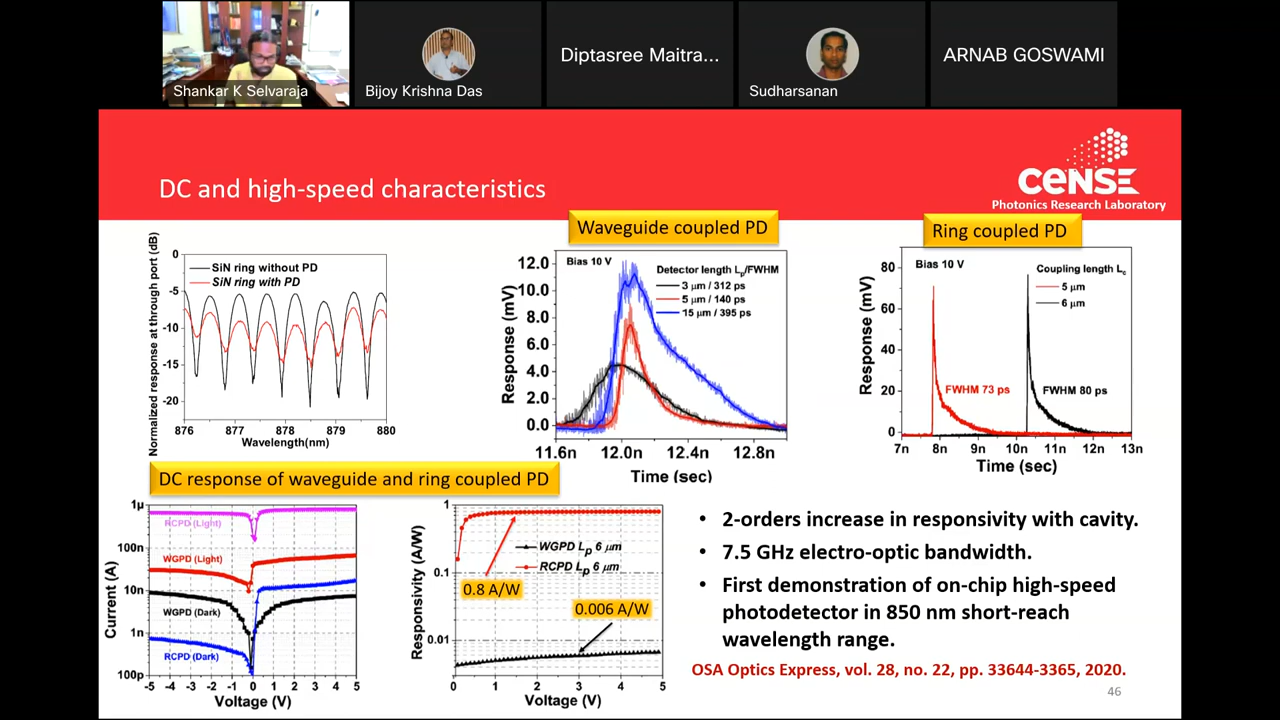 Shankar K Selvaraja
Bijoy Krishna Das
Diptasree Maitra...
Sudharsanan
ARNAB GOSWAMI
DC and high-speed characteristics
CENSE
Photonics Research Laboratory
Waveguide coupled PD
Ring coupled PD
Normalized response at through port (dB)
0
-5
-10
-15
-20
SiN ring without PD
SiN ring with PD
876 877 878 879 880
Wavelength(nm)
Response (mV)
12.0
10.0
8.0
6.0
4.0
2.0
0.0
Bias 10 V
Detector length Lp/FWHM
3 μm / 312 ps
5 μm / 140 ps
15 μm / 395 ps
11.6n 12.0n 12.4n 12.8n
Time (sec)
Response (mV)
80
60
40
20
0
Bias 10 V
Coupling length Lc
5 μm
6 μm
FWHM 73 ps
FWHM 80 ps
7n 8n 9n 10n 11n 12n 13n
Time (sec)
DC response of waveguide and ring coupled PD
Current (A)
1μ
100n
10n
1n
100p
RCPD (Light)
WGPD (Light)
WGPD (Dark)
RCPD (Dark)
-5 -4 -3 -2 -1 0 1 2 3 4 5
Voltage (V)
Responsivity (A/W)
1
0.1
0.01
WGPD Lp 6 μm
RCPD Lp 6 μm
0.8 A/W
0.006 A/W
0 1 2 3 4 5
Voltage (V)
• 2-orders increase in responsivity with cavity.
• 7.5 GHz electro-optic bandwidth.
• First demonstration of on-chip high-speed
photodetector in 850 nm short-reach
wavelength range.
OSA Optics Express, vol. 28, no. 22, pp. 33644-3365, 2020.
46